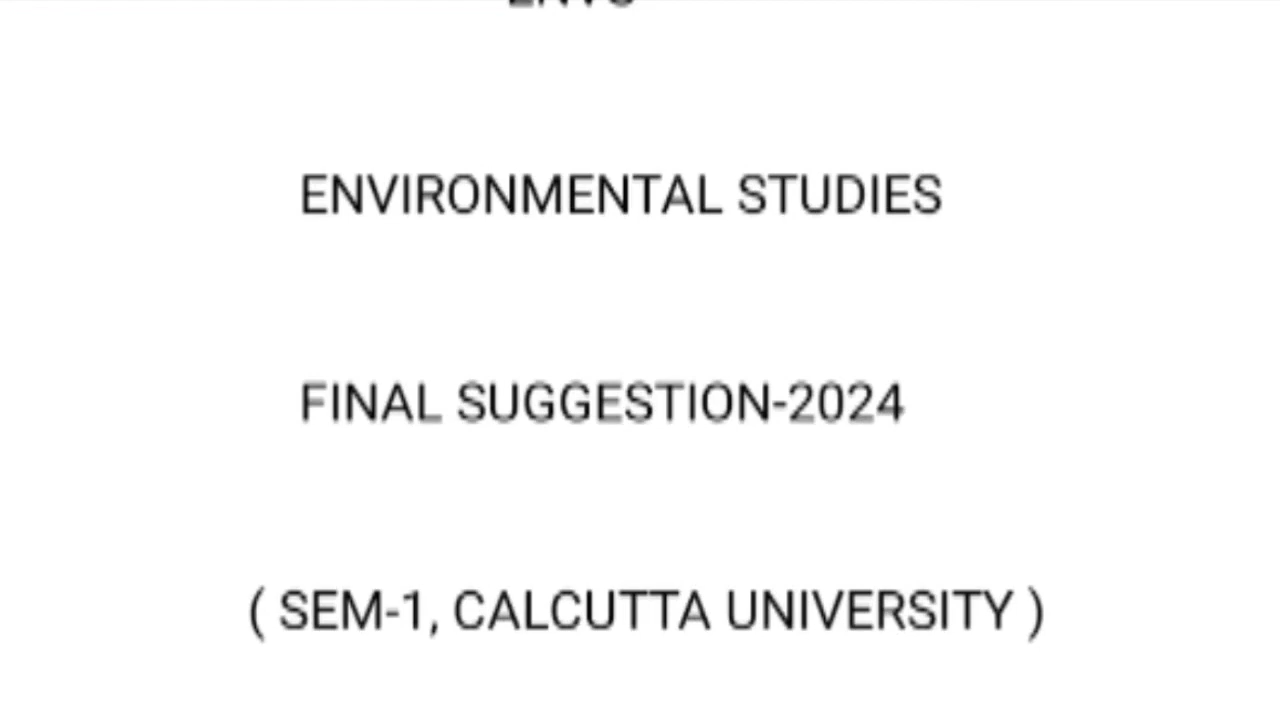 ENVIRONMENTAL STUDIES
FINAL SUGGESTION-2024
( SEM-1, CALCUTTA UNIVERSITY )